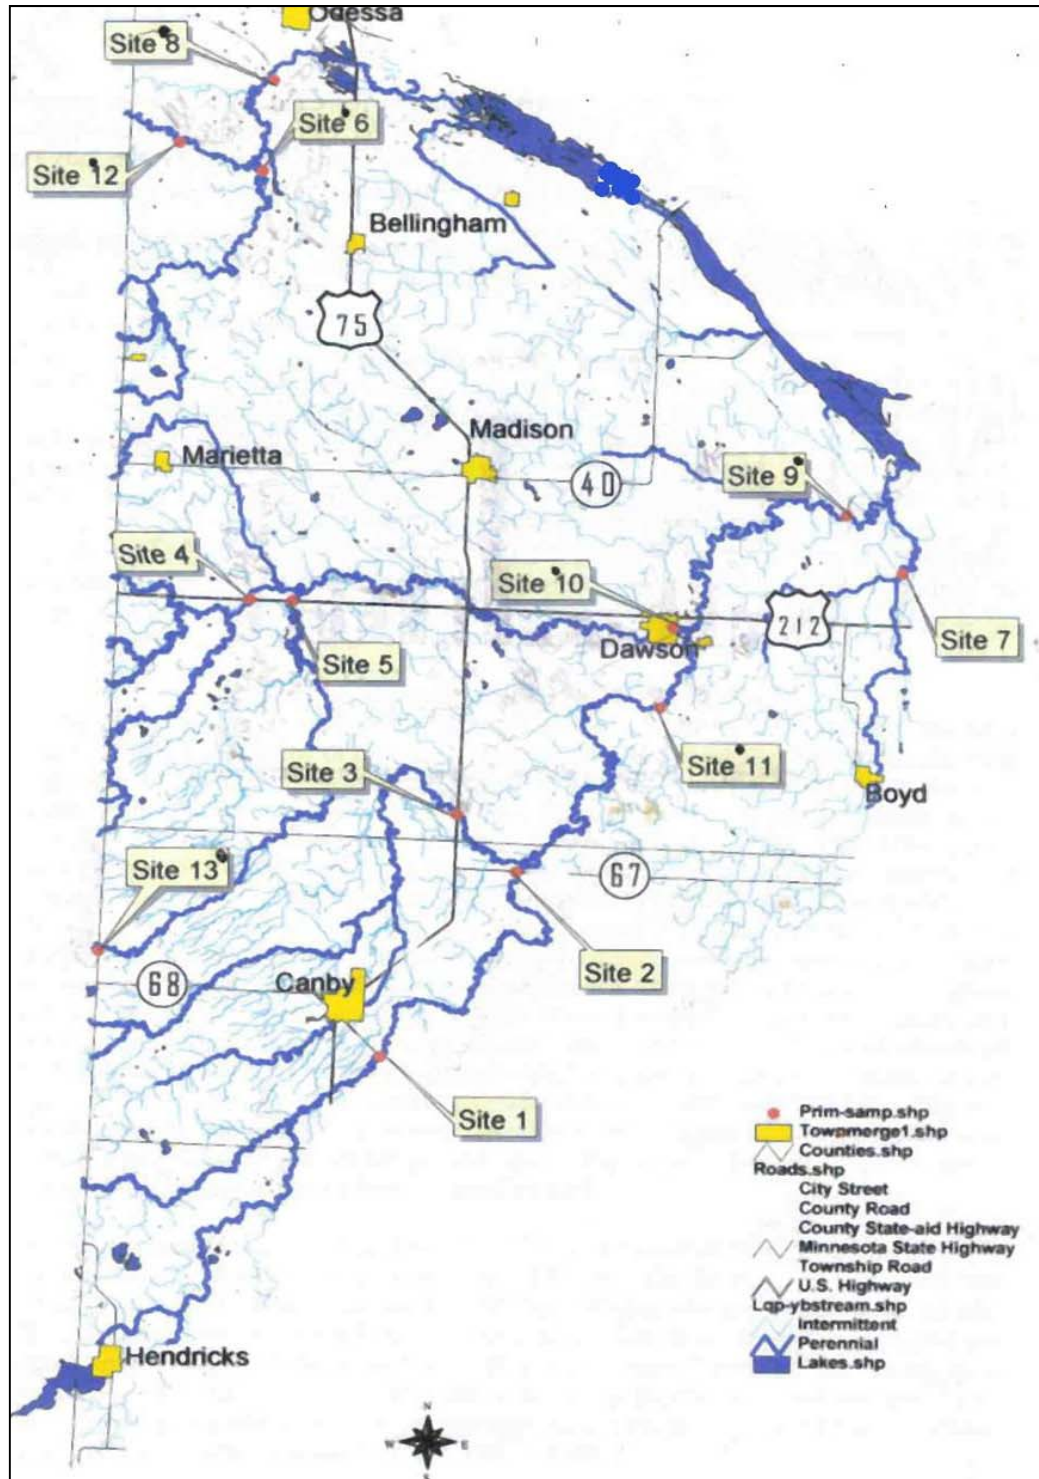 Odessa
Site 8
Site 6
Site 12
Bellingham
75
Madison
Marietta
Site 9
40
Site 4
Site 10
212
Dawson
Site 7
Site 5
Site 3
Site 11
Boyd
Site 13
67
Site 2
68
Canby
Site 1
Prim-samp.shp
Townmerge1.shp
Counties.shp
Roads.shp
City Street
County Road
County State-aid Highway
Minnesota State Highway
Township Road
U.S. Highway
Lqp-ybstream.shp
Intermittent
Perennial
Lakes.shp
Hendricks
N
W
E
S